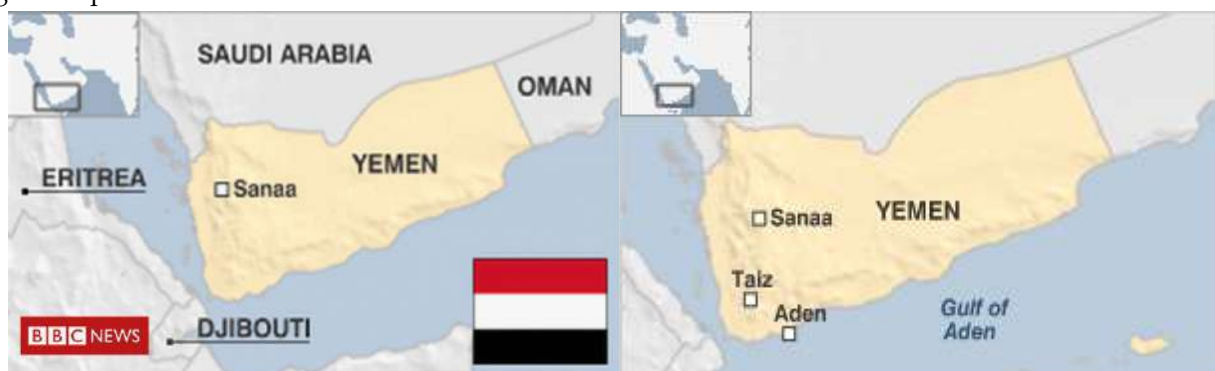 SAUDI ARABIA
OMAN
YEMEN
ERITREA
Sanaa
DJIBOUTI
BBC NEWS
Sanaa
YEMEN
Taiz
Aden
Gulf of
Aden